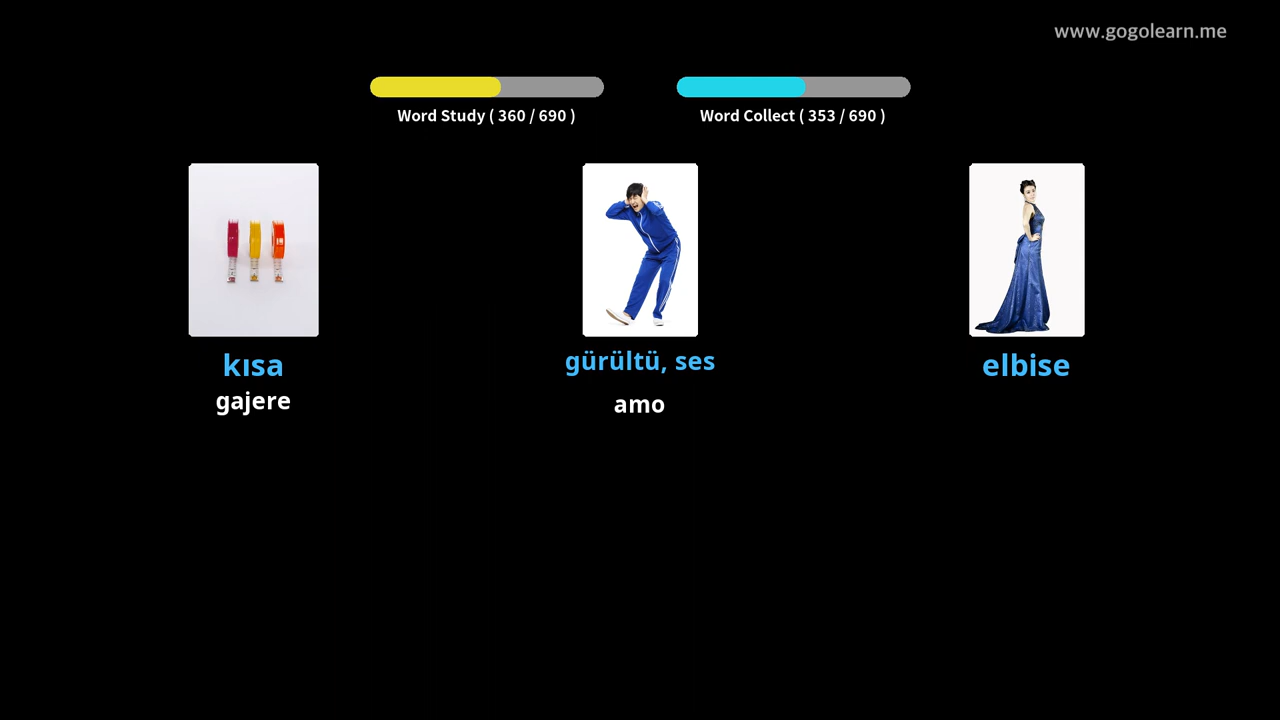 www.gogolearn.me
Word Study ( 360 / 690 )
Word Collect ( 353 / 690 )
kısa
gajere
gürültü, ses
amo
elbise